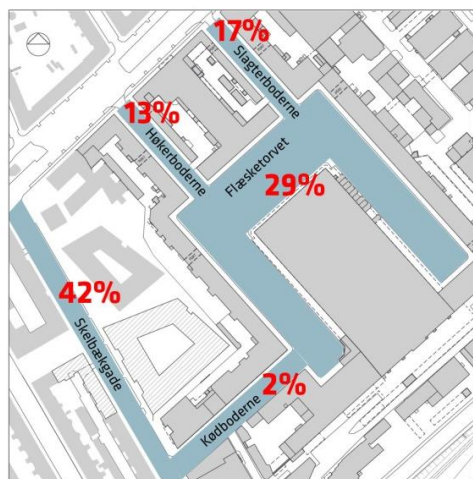 17%
Slagterboderne
13%
Høkerboderne
Flæsketorvet
29%
42%
Skelbækgade
2%
Kødboderne